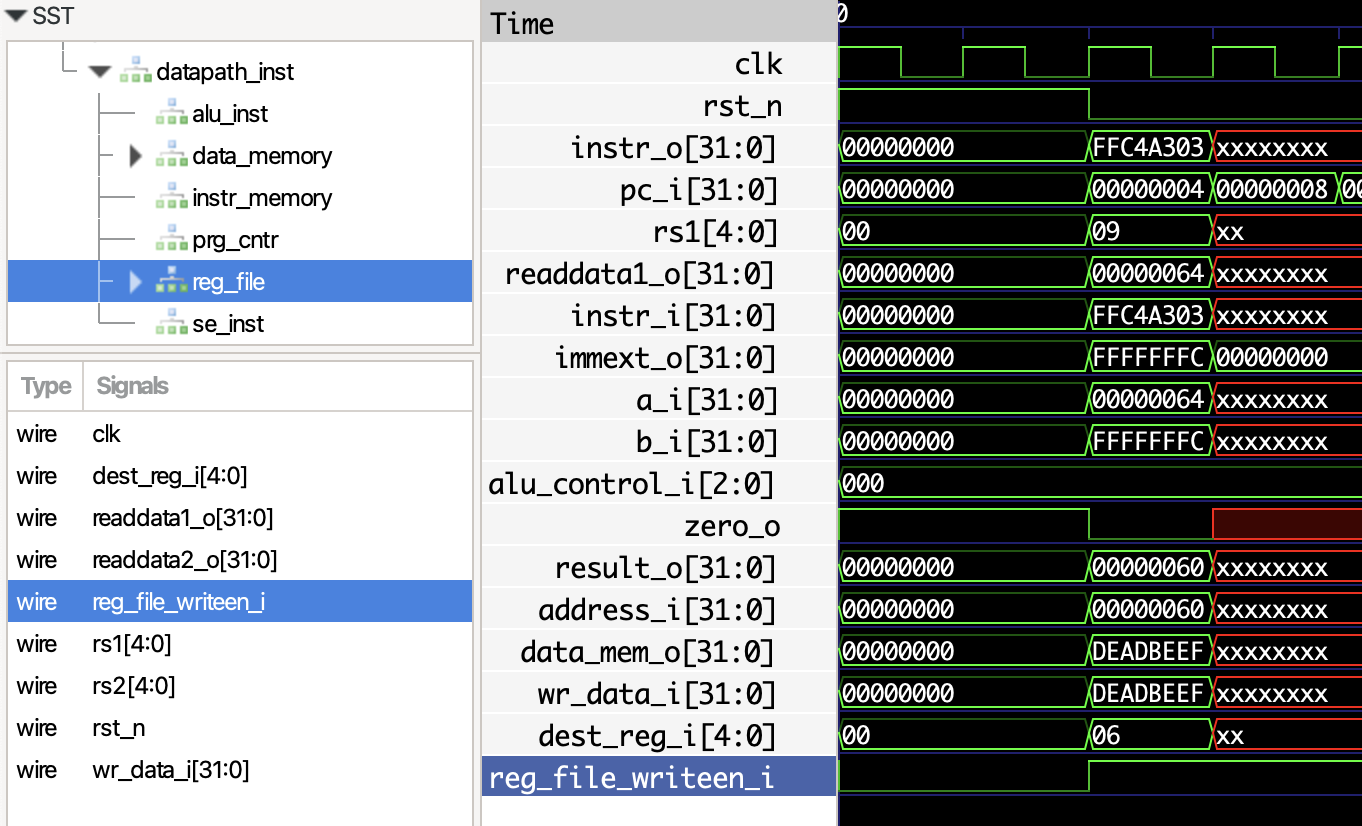 SST
datapath_inst
alu_inst
data_memory
instr_memory
prg_cntr
reg_file
se_inst
Type Signals
wire clk
wire dest_reg_i[4:0]
wire readdata1_o[31:0]
wire readdata2_o[31:0]
wire reg_file_writeen_i
wire rs1[4:0]
wire rs2[4:0]
wire rst_n
wire wr_data_i[31:0]
Time 0
clk
rst_n
instr_o[31:0] 00000000 FFC4A303 xxxxxxxx
pc_i[31:0] 00000000 00000004 00000008 00
rs1[4:0] 00 09 xx
readdata1_o[31:0] 00000000 00000064 xxxxxxxx
instr_i[31:0] 00000000 FFC4A303 xxxxxxxx
immext_o[31:0] 00000000 FFFFFFFC 00000000
a_i[31:0] 00000000 00000064 xxxxxxxx
b_i[31:0] 00000000 FFFFFFFC xxxxxxxx
alu_control_i[2:0] 000
zero_o
result_o[31:0] 00000000 00000060 xxxxxxxx
address_i[31:0] 00000000 00000060 xxxxxxxx
data_mem_o[31:0] 00000000 DEADBEEF xxxxxxxx
wr_data_i[31:0] 00000000 DEADBEEF xxxxxxxx
dest_reg_i[4:0] 00 06 xx
reg_file_writeen_i